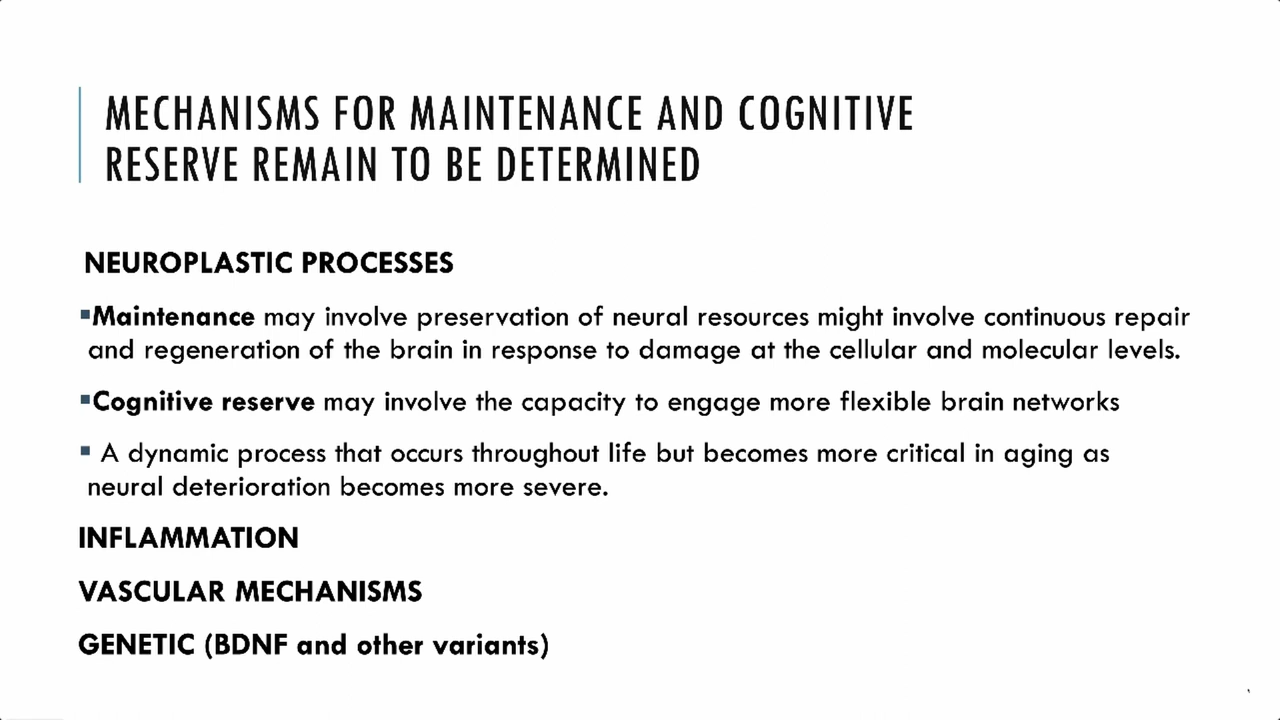 MECHANISMS FOR MAINTENANCE AND COGNITIVE
RESERVE REMAIN TO BE DETERMINED
NEUROPLASTIC PROCESSES
▪Maintenance may involve preservation of neural resources might involve continuous repair
and regeneration of the brain in response to damage at the cellular and molecular levels.
▪Cognitive reserve may involve the capacity to engage more flexible brain networks
▪ A dynamic process that occurs throughout life but becomes more critical in aging as
neural deterioration becomes more severe.
INFLAMMATION
VASCULAR MECHANISMS
GENETIC (BDNF and other variants)